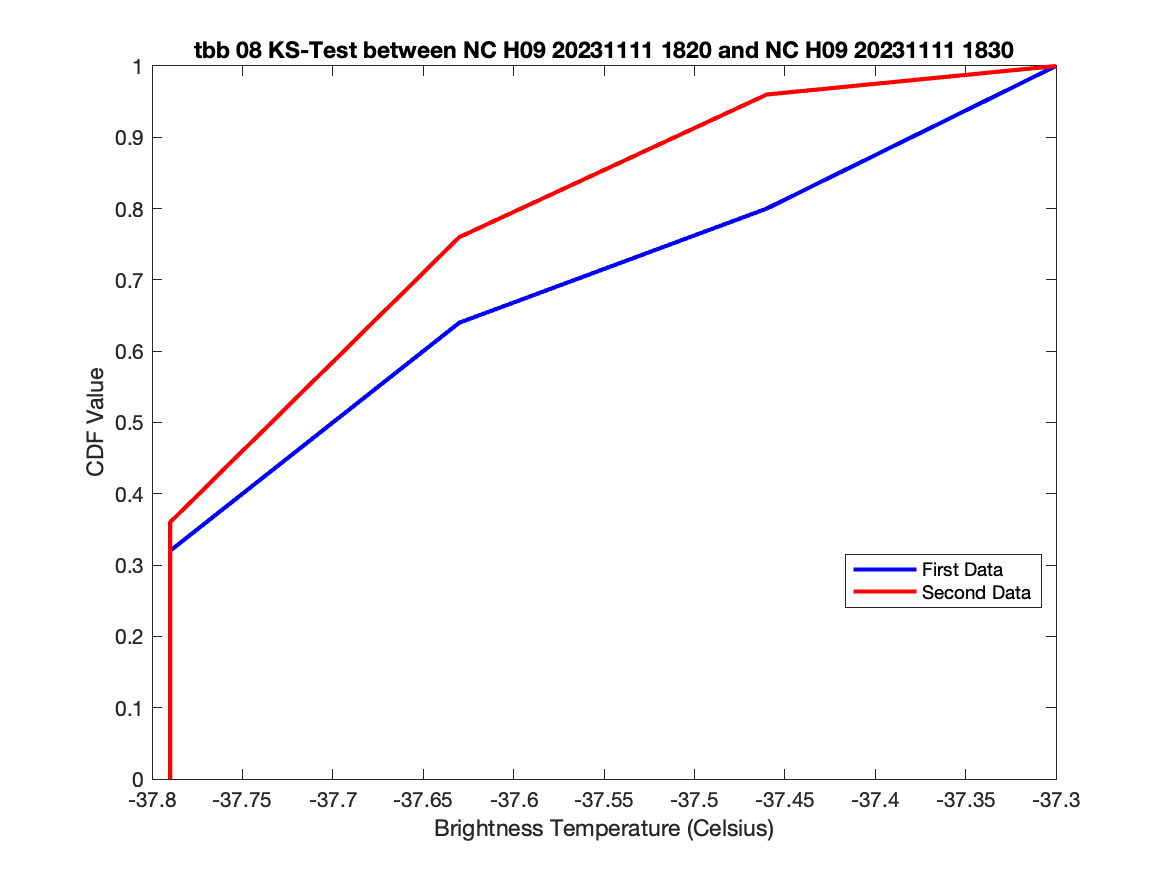 tbb 08 KS-Test between NC H09 20231111 1820 and NC H09 20231111 1830
1
0.9
0.8
0.7
0.6
0.5
0.4
0.3
0.2
0.1
0
CDF Value
First Data
Second Data
-37.8 -37.75 -37.7 -37.65 -37.6 -37.55 -37.5 -37.45 -37.4 -37.35 -37.3
Brightness Temperature (Celsius)